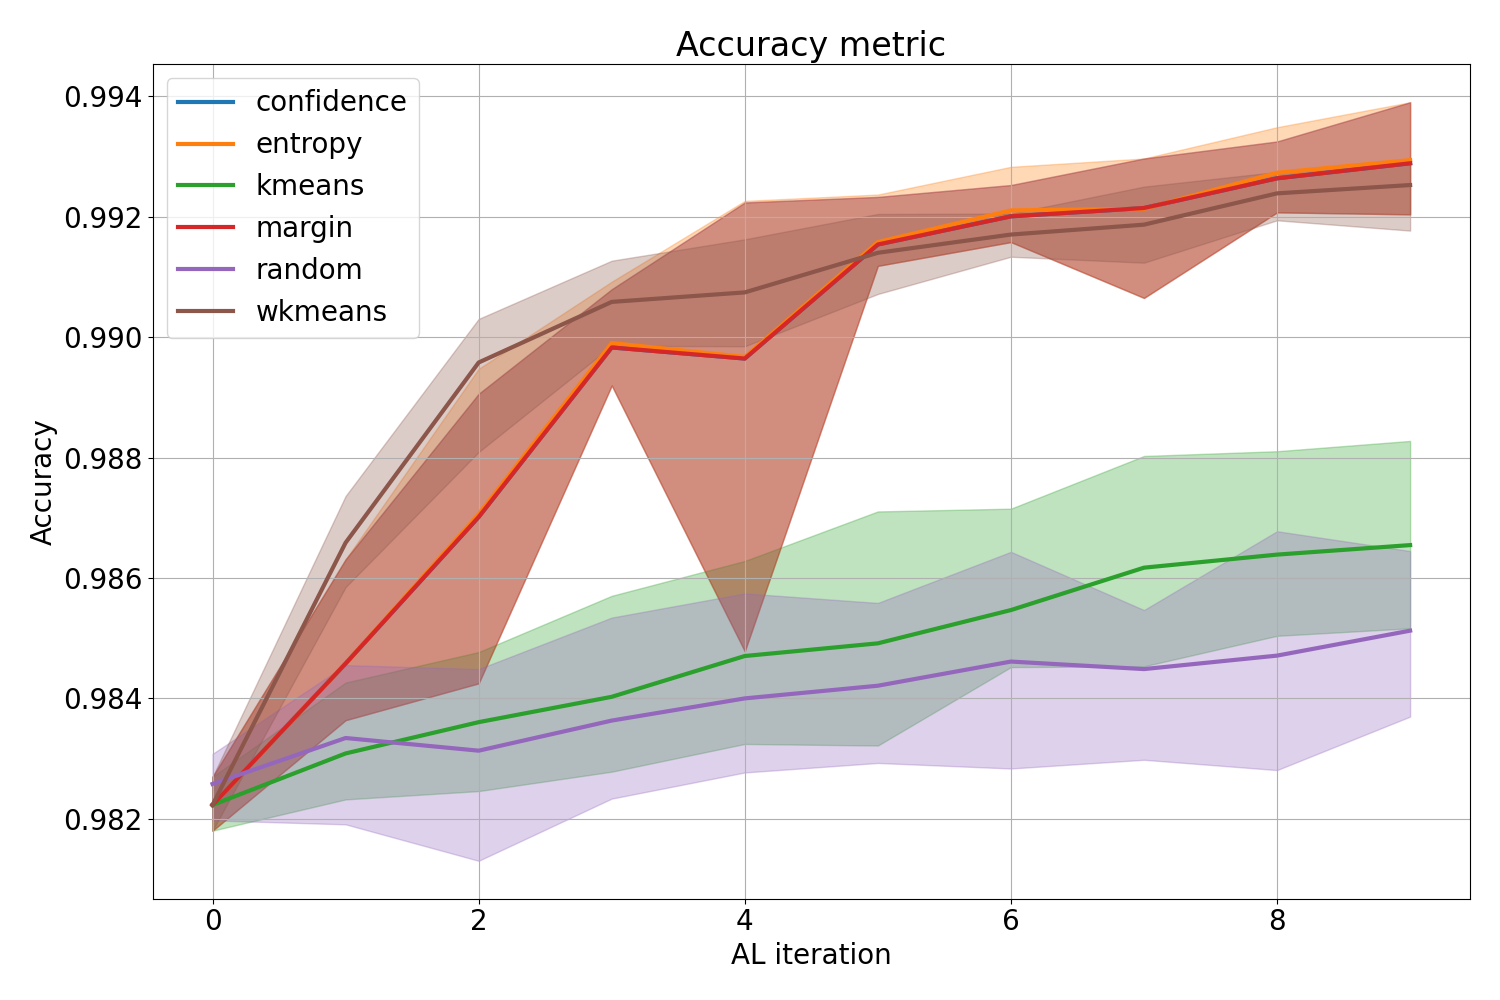 Accuracy metric
0.994
0.992
0.990
0.988
0.986
0.984
0.982
Accuracy
confidence
entropy
kmeans
margin
random
wkmeans
0 2 4 6 8
AL iteration